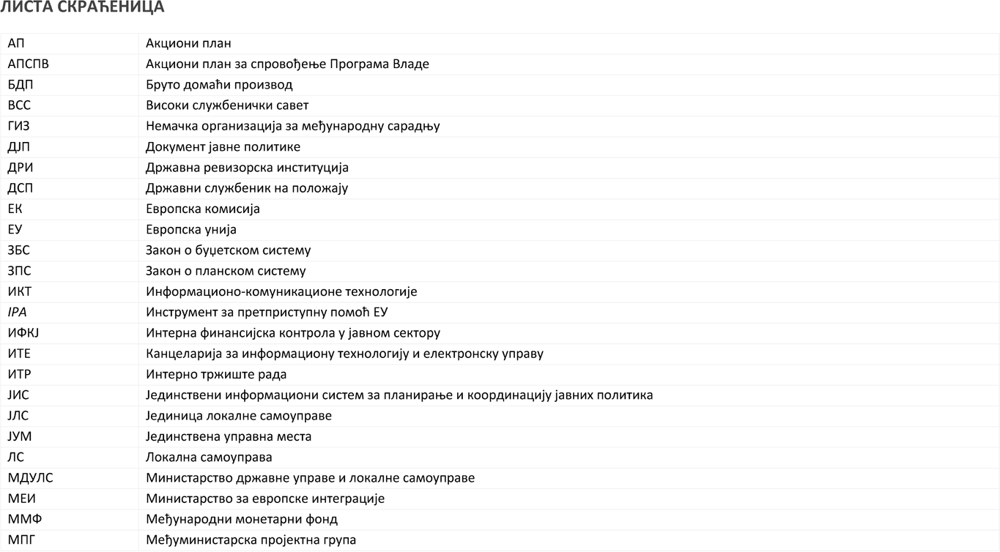 ЛИСТА СКРАЋЕНИЦА
АП Акциони план
АПСПВ Акциони план за спровођење Програма Владе
БДП Бруто домаћи производ
ВСС Високи службенички савет
ГИЗ Немачка организација за међународну сарадњу
ДЈП Документ јавне политике
ДРИ Државна ревизорска институција
ДСП Државни службеник на положају
ЕК Европска комисија
ЕУ Европска унија
ЗБС Закон о буџетском систему
ЗПС Закон о планском систему
ИКТ Информационо-комуникационе технологије
IPA Инструмент за претприступну помоћ ЕУ
ИФКЈ Интерна финансијска контрола у јавном сектору
ИТЕ Канцеларија за информациону технологију и електронску управу
ИТР Интерно тржиште рада
ЈИС Јединствени информациони систем за планирање и координацију јавних политика
ЈЛС Јединица локалне самоуправе
ЈУМ Јединствена управна места
ЛС Локална самоуправа
МДУЛС Министарство државне управе и локалне самоуправе
МЕИ Министарство за европске интеграције
ММФ Међународни монетарни фонд
МПГ Међуминистарска пројектна група